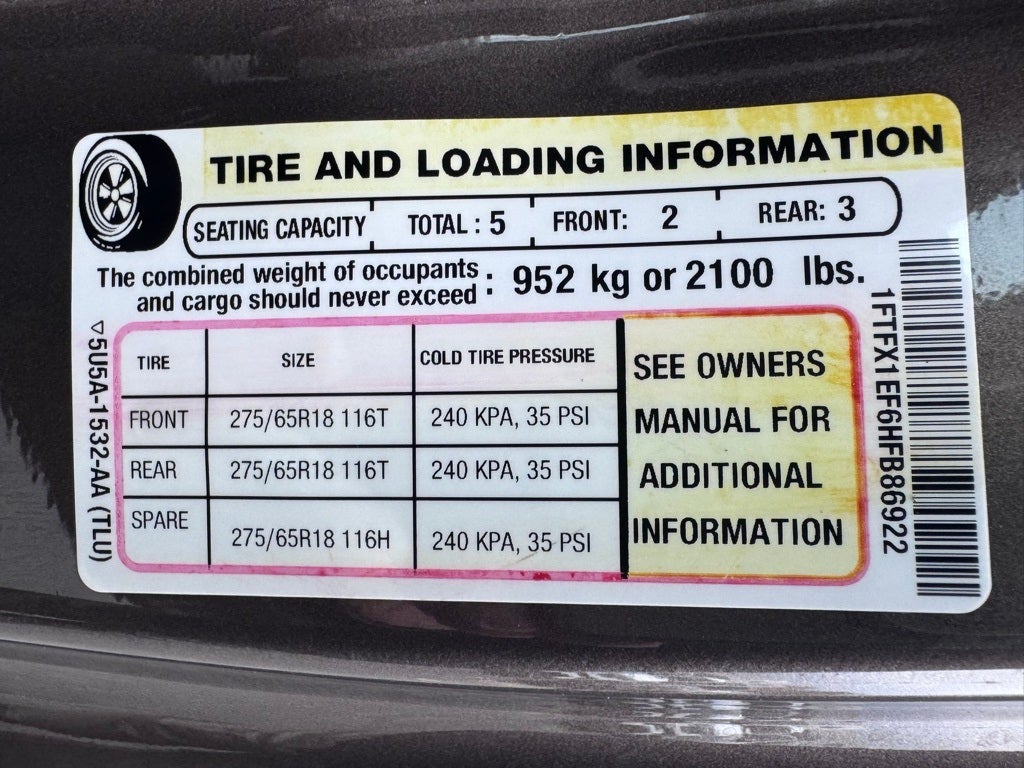 TIRE AND LOADING INFORMATION
SEATING CAPACITY TOTAL : 5 FRONT: 2 REAR: 3
The combined weight of occupants
and cargo should never exceed : 952 kg or 2100 lbs.
TIRE SIZE COLD TIRE PRESSURE
FRONT 275/65R18 116T 240 KPA, 35 PSI
REAR 275/65R18 116T 240 KPA, 35 PSI
SPARE 275/65R18 116H 240 KPA, 35 PSI
SEE OWNERS
MANUAL FOR
ADDITIONAL
INFORMATION
▽5U5A-1532-AA (TLU)
1FTFX1EF6HFB86922